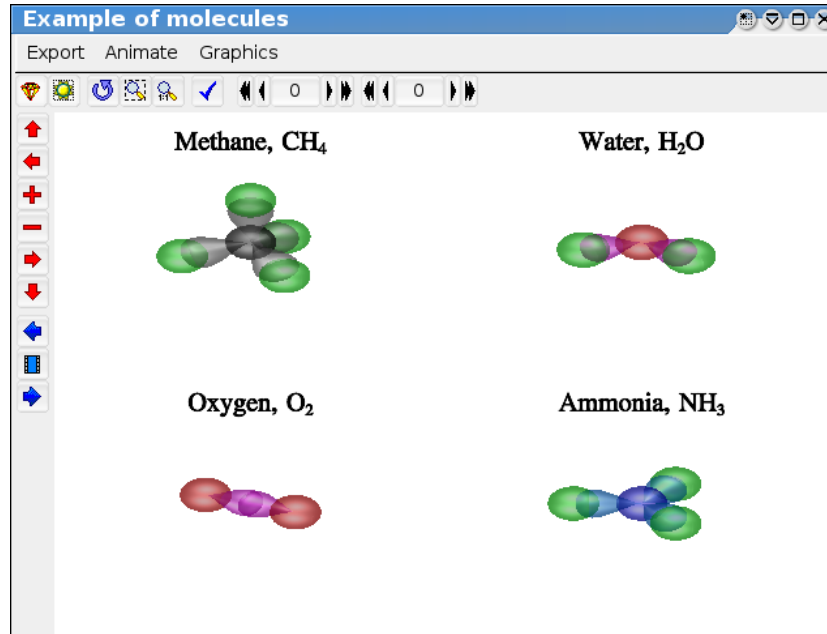 Example of molecules
Export Animate Graphics
0 0
Methane, CH₄
Water, H₂O
Oxygen, O₂
Ammonia, NH₃